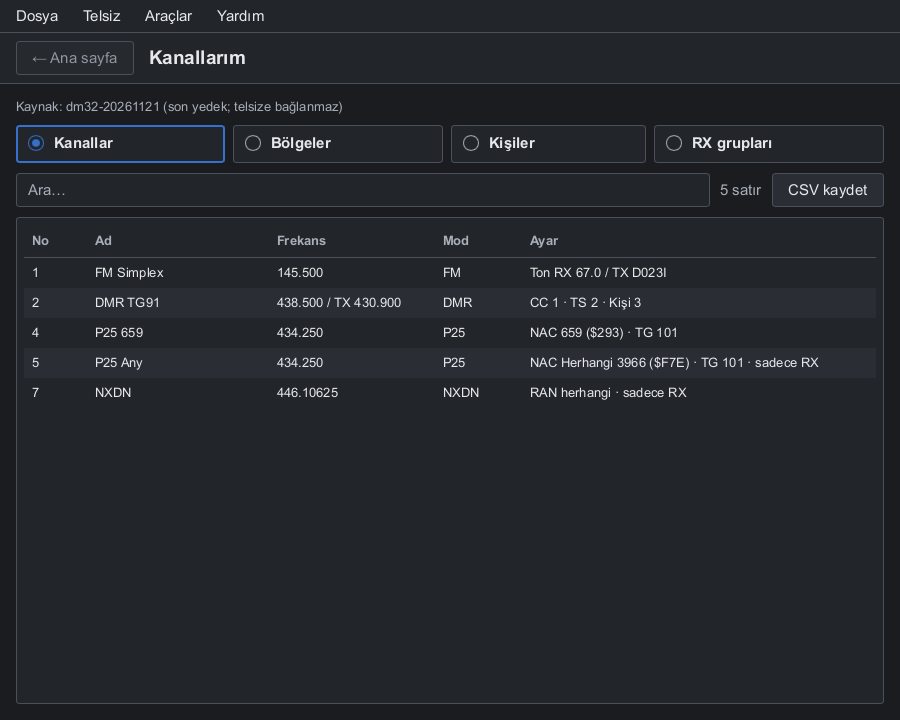 Dosya Telsiz Araçlar Yardım
← Ana sayfa Kanallarım
Kaynak: dm32-20261121 (son yedek; telsize bağlanmaz)
Kanallar Bölgeler Kişiler RX grupları
Ara… 5 satır CSV kaydet
No Ad Frekans Mod Ayar
1 FM Simplex 145.500 FM Ton RX 67.0 / TX D023I
2 DMR TG91 438.500 / TX 430.900 DMR CC 1 · TS 2 · Kişi 3
4 P25 659 434.250 P25 NAC 659 ($293) · TG 101
5 P25 Any 434.250 P25 NAC Herhangi 3966 ($F7E) · TG 101 · sadece RX
7 NXDN 446.10625 NXDN RAN herhangi · sadece RX